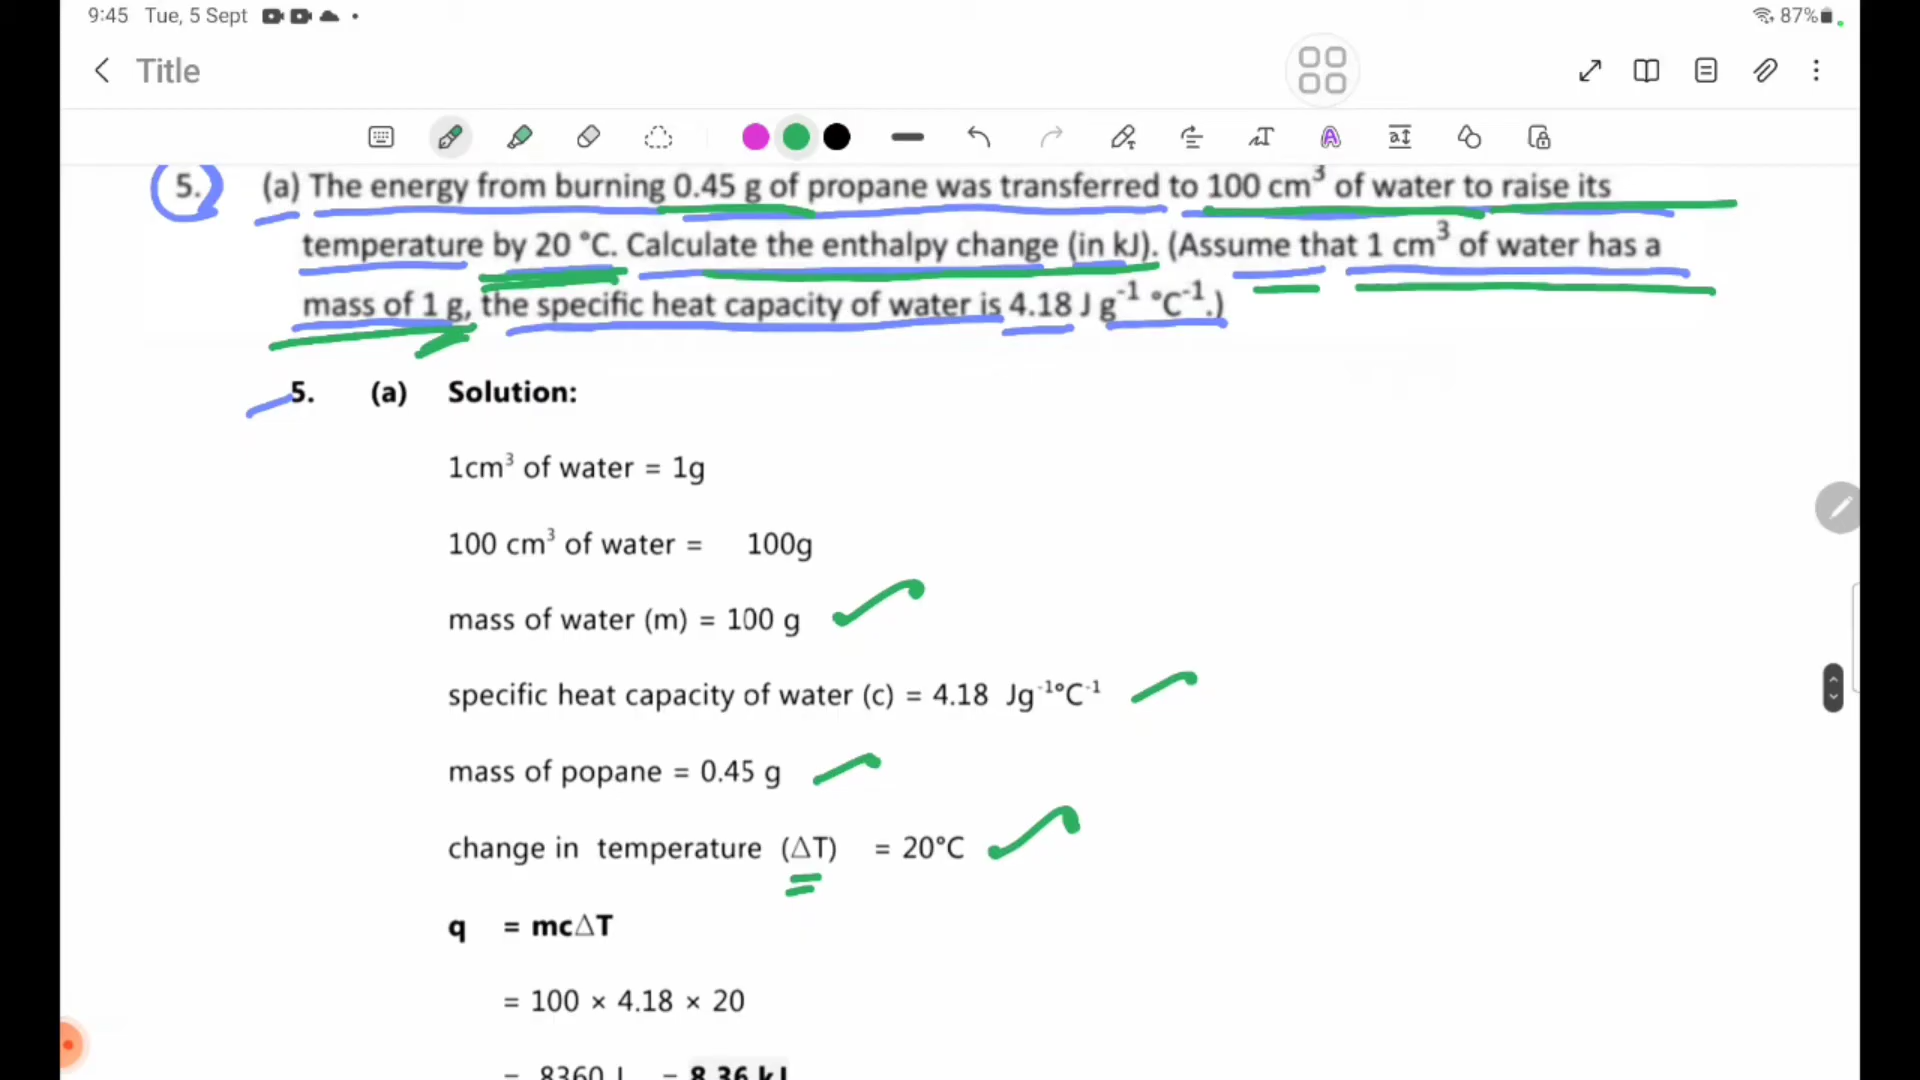 9:45 Tue, 5 Sept
87%
Title
5. (a) The energy from burning 0.45 g of propane was transferred to 100 cm³ of water to raise its
temperature by 20 °C. Calculate the enthalpy change (in kJ). (Assume that 1 cm³ of water has a
mass of 1 g, the specific heat capacity of water is 4.18 J g⁻¹ °C⁻¹.)
5. (a) Solution:
1cm³ of water = 1g
100 cm³ of water = 100g
mass of water (m) = 100 g
specific heat capacity of water (c) = 4.18 Jg⁻¹°C⁻¹
mass of popane = 0.45 g
change in temperature (ΔT) = 20°C
q = mcΔT
= 100 × 4.18 × 20
= 8360 J = 8.36 kJ